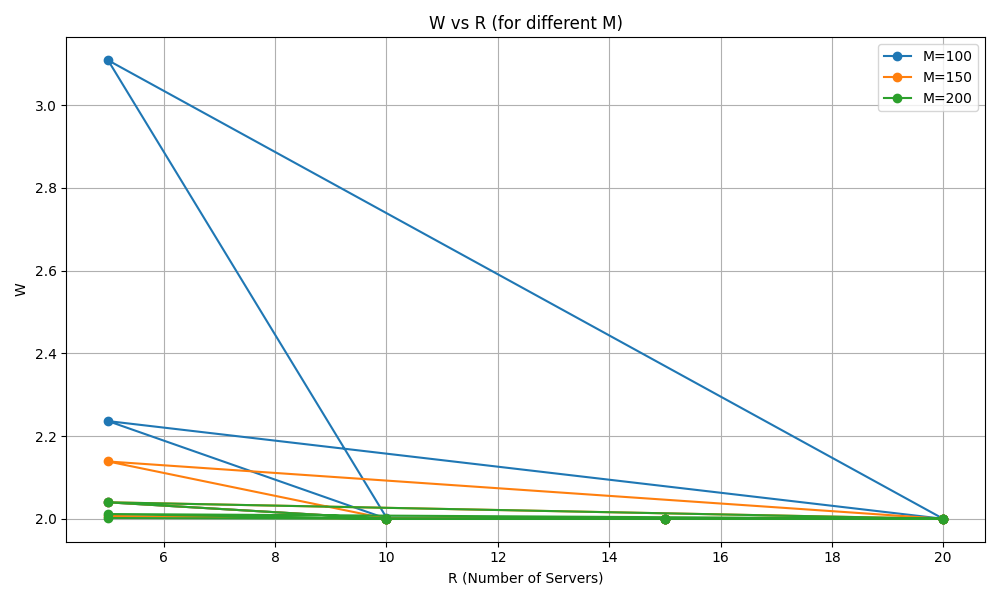 W vs R (for different M)
M=100
M=150
M=200
W
3.0
2.8
2.6
2.4
2.2
2.0
6 8 10 12 14 16 18 20
R (Number of Servers)